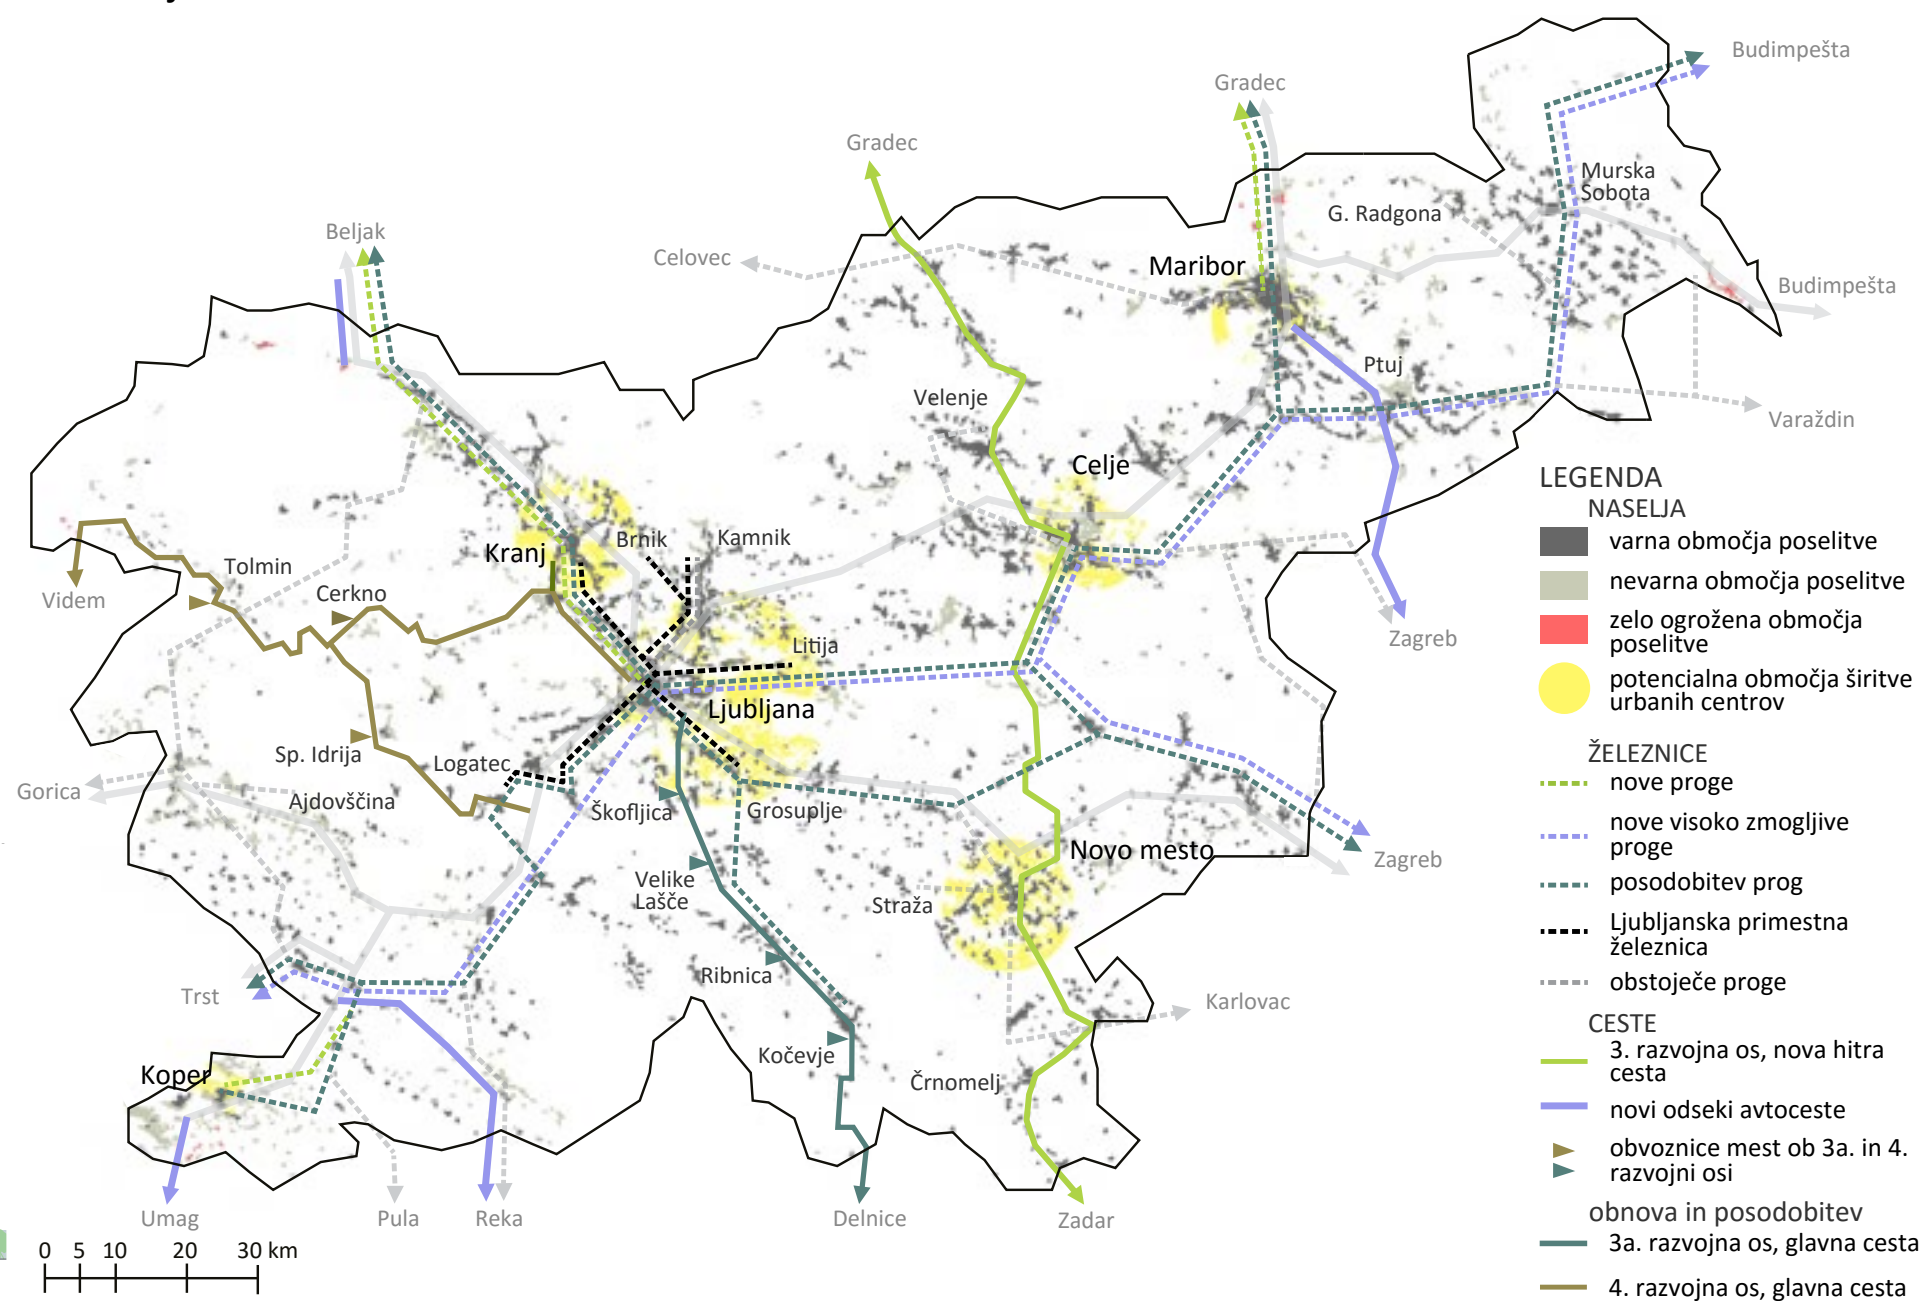 Budimpešta
Gradec
Gradec
Murska
Sobota
G. Radgona
Beljak
Celovec
Maribor
Budimpešta
Ptuj
Velenje
Varaždin
Celje
Kranj
Brnik
Kamnik
Tolmin
Cerkno
Videm
Zagreb
Litija
Ljubljana
Sp. Idrija
Logatec
Gorica
Ajdovščina
Škofljica
Grosuplje
Novo mesto
Zagreb
Velike
Lašče
Straža
Ribnica
Trst
Karlovac
Kočevje
Koper
Črnomelj
Umag
Pula
Reka
Delnice
Zadar
0 5 10 20 30 km
LEGENDA
NASELJA
varna območja poselitve
nevarna območja poselitve
zelo ogrožena območja
poselitve
potencialna območja širitve
urbanih centrov
ŽELEZNICE
nove proge
nove visoko zmogljive
proge
posodobitev prog
Ljubljanska primestna
železnica
obstoječe proge
CESTE
3. razvojna os, nova hitra
cesta
novi odseki avtoceste
obvoznice mest ob 3a. in 4.
razvojni osi
obnova in posodobitev
3a. razvojna os, glavna cesta
4. razvojna os, glavna cesta